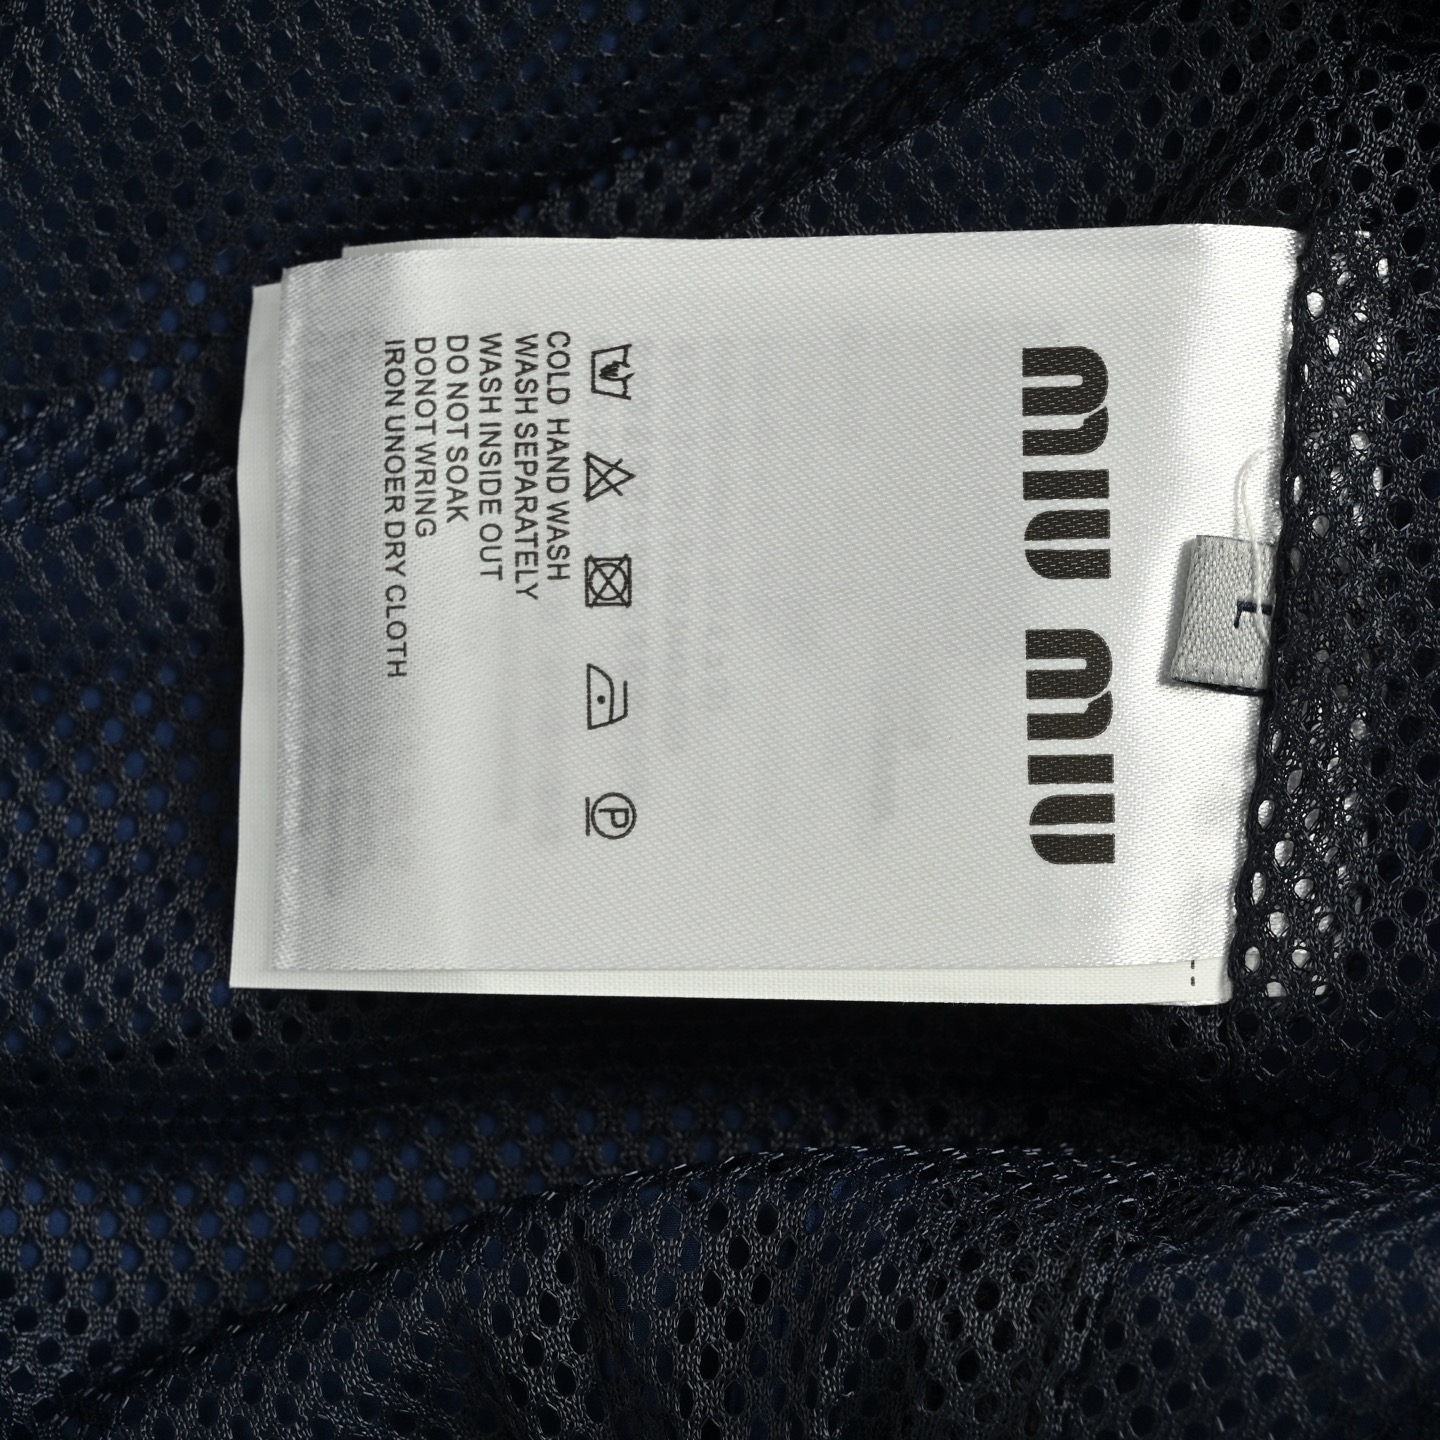 miu miu
COLD HAND WASH
WASH SEPARATELY
WASH INSIDE OUT
DO NOT SOAK
DONOT WRING
IRON UNOER DRY CLOTH